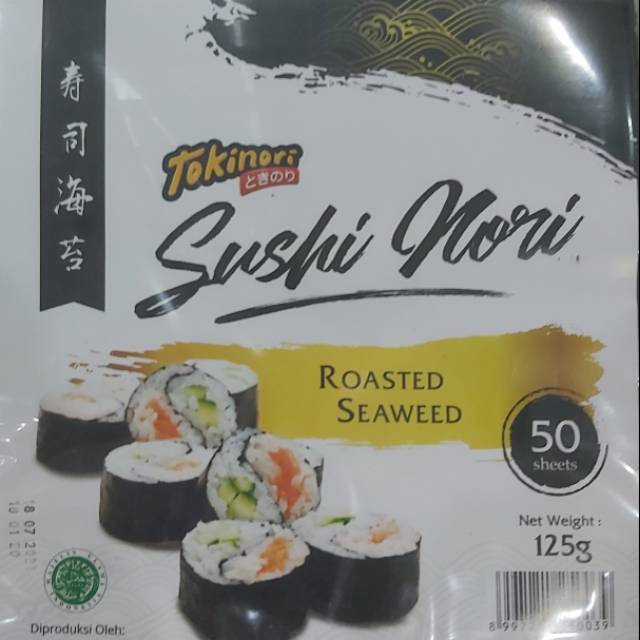 寿司海苔
Tokinori
ときのり
Sushi Nori
ROASTED
SEAWEED
50
sheets
Net Weight :
125g
Diproduksi Oleh: